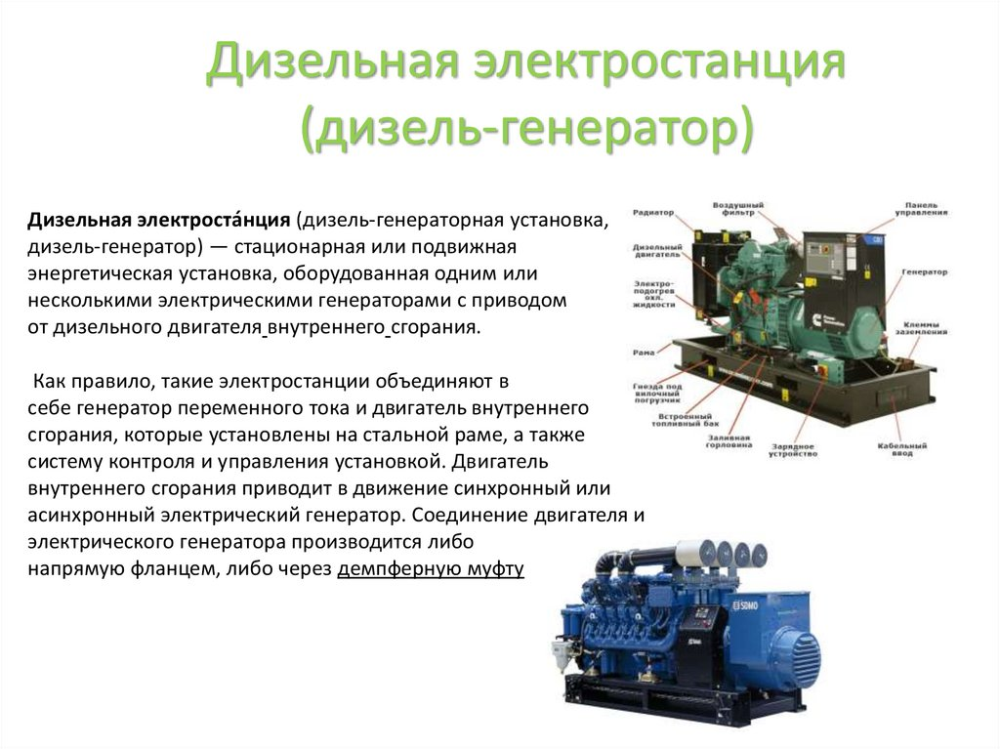 Дизельная электростанция
(дизель-генератор)
Дизельная электроста́нция (дизель-генераторная установка,
дизель-генератор) — стационарная или подвижная
энергетическая установка, оборудованная одним или
несколькими электрическими генераторами с приводом
от дизельного двигателя внутреннего сгорания.
Как правило, такие электростанции объединяют в
себе генератор переменного тока и двигатель внутреннего
сгорания, которые установлены на стальной раме, а также
систему контроля и управления установкой. Двигатель
внутреннего сгорания приводит в движение синхронный или
асинхронный электрический генератор. Соединение двигателя и
электрического генератора производится либо
напрямую фланцем, либо через демпферную муфту
Радиатор
Воздушный
фильтр
Панель
управления
Дизельный
двигатель
Генератор
Электро-
подогрев
охл.
жидкости
Клеммы
заземления
Рама
Гнезда под
вилочный
погрузчик
Встроенный
топливный бак
Заливная
горловина
Зарядное
устройство
Кабельный
ввод
SDMO